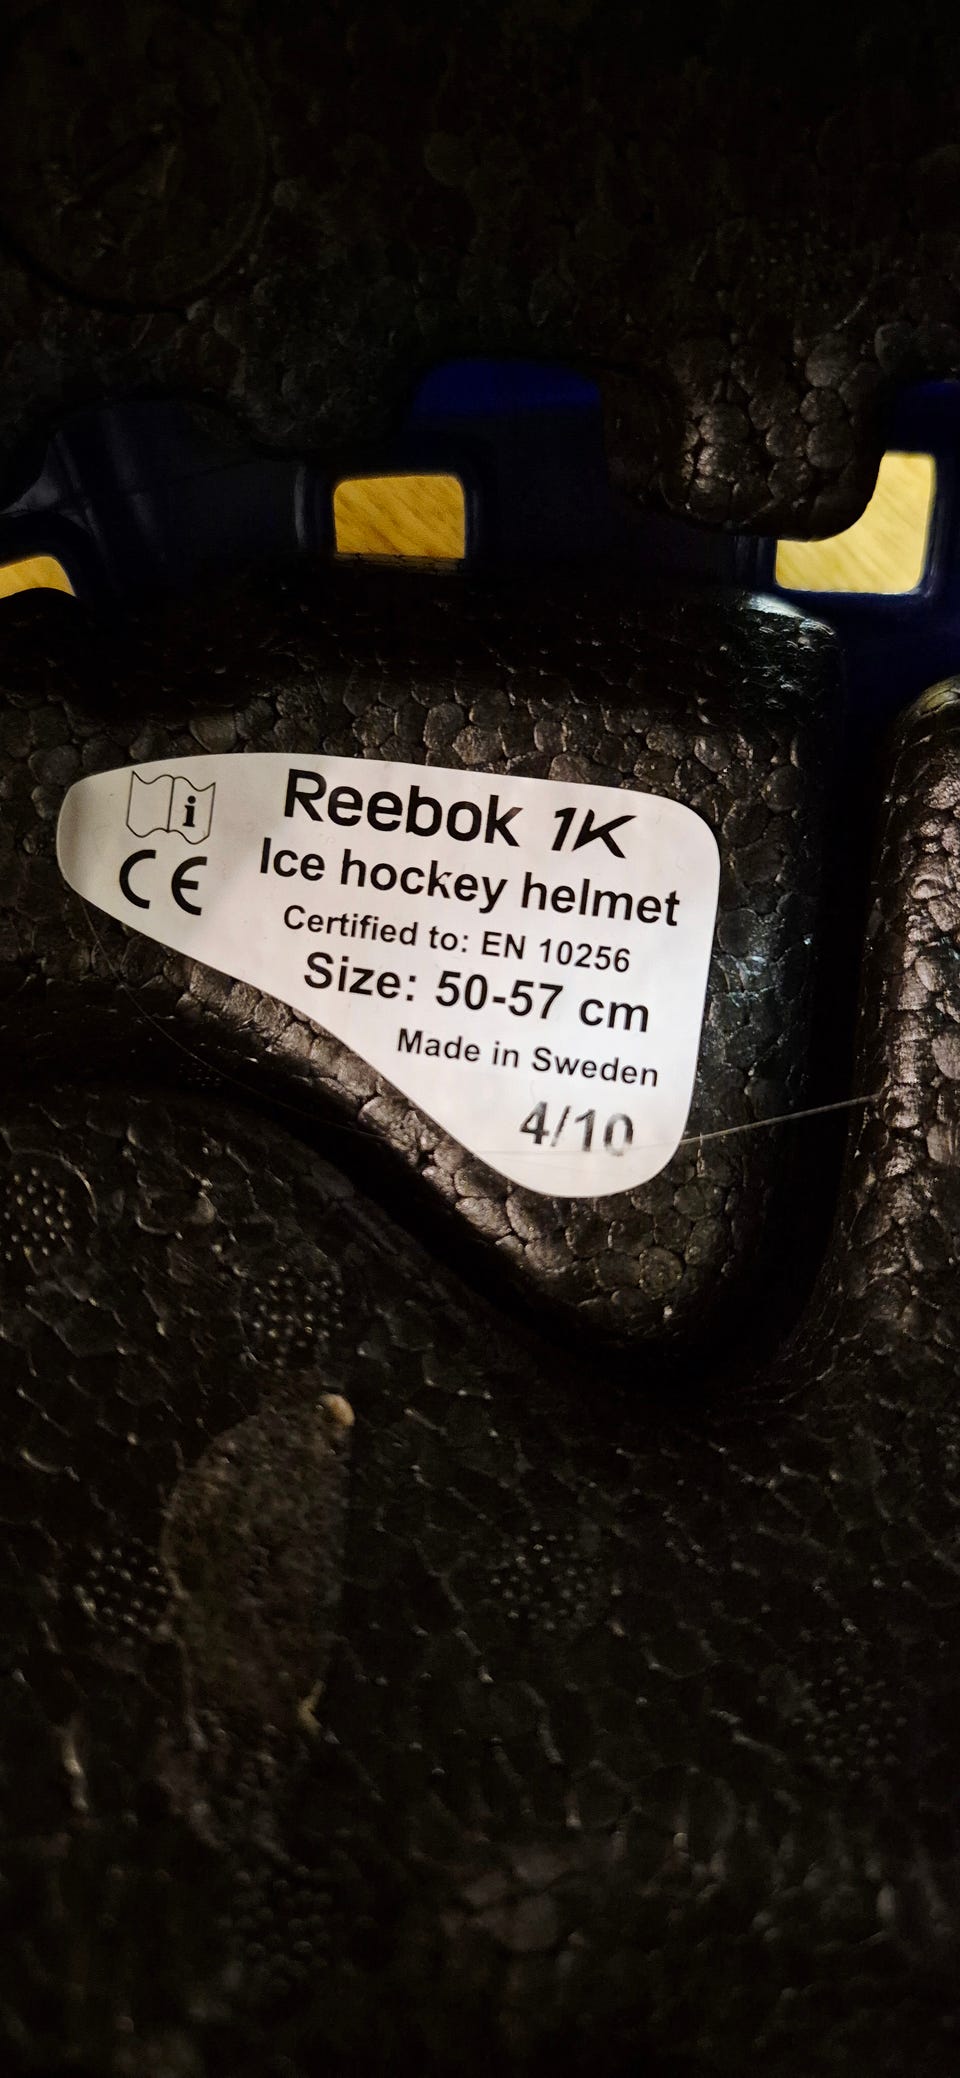 i
CE
Reebok 1K
Ice hockey helmet
Certified to: EN 10256
Size: 50-57 cm
Made in Sweden
4/10